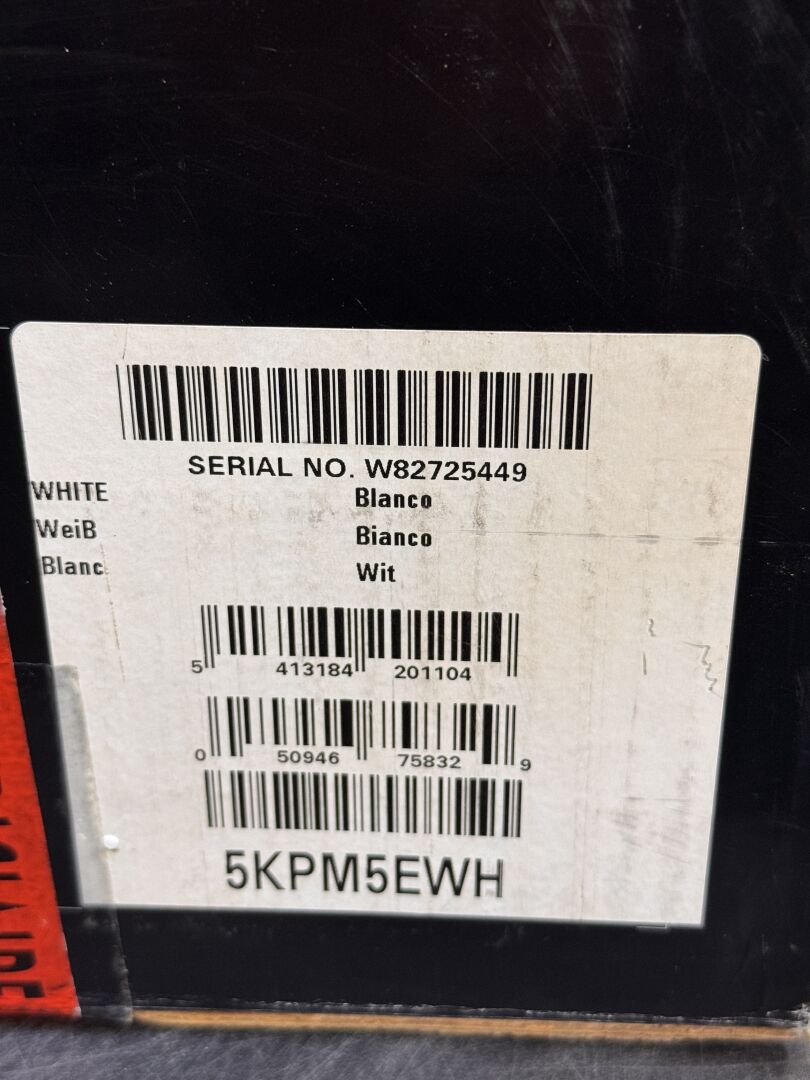 SERIAL NO. W82725449
WHITE Blanco
WeiB Bianco
Blanc Wit
5 413184 201104
0 50946 75832 9
5KPM5EWH